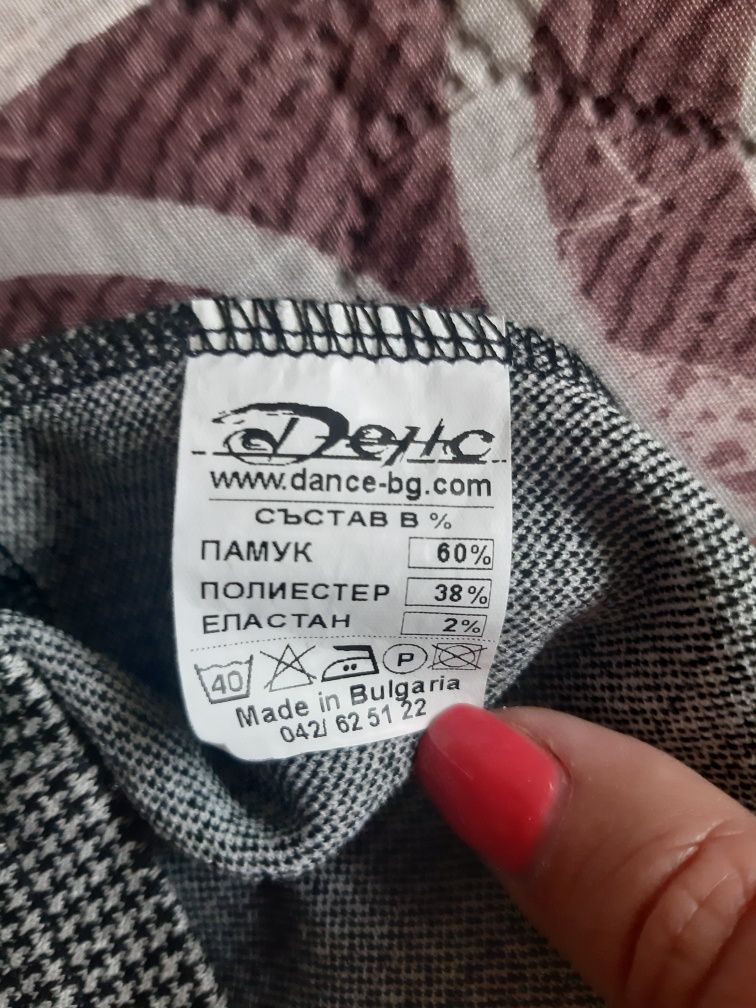 Денс
www.dance-bg.com
СЪСТАВ В %
ПАМУК 60%
ПОЛИЕСТЕР 38%
ЕЛАСТАН 2%
40 P
Made in Bulgaria
042/ 62 51 22